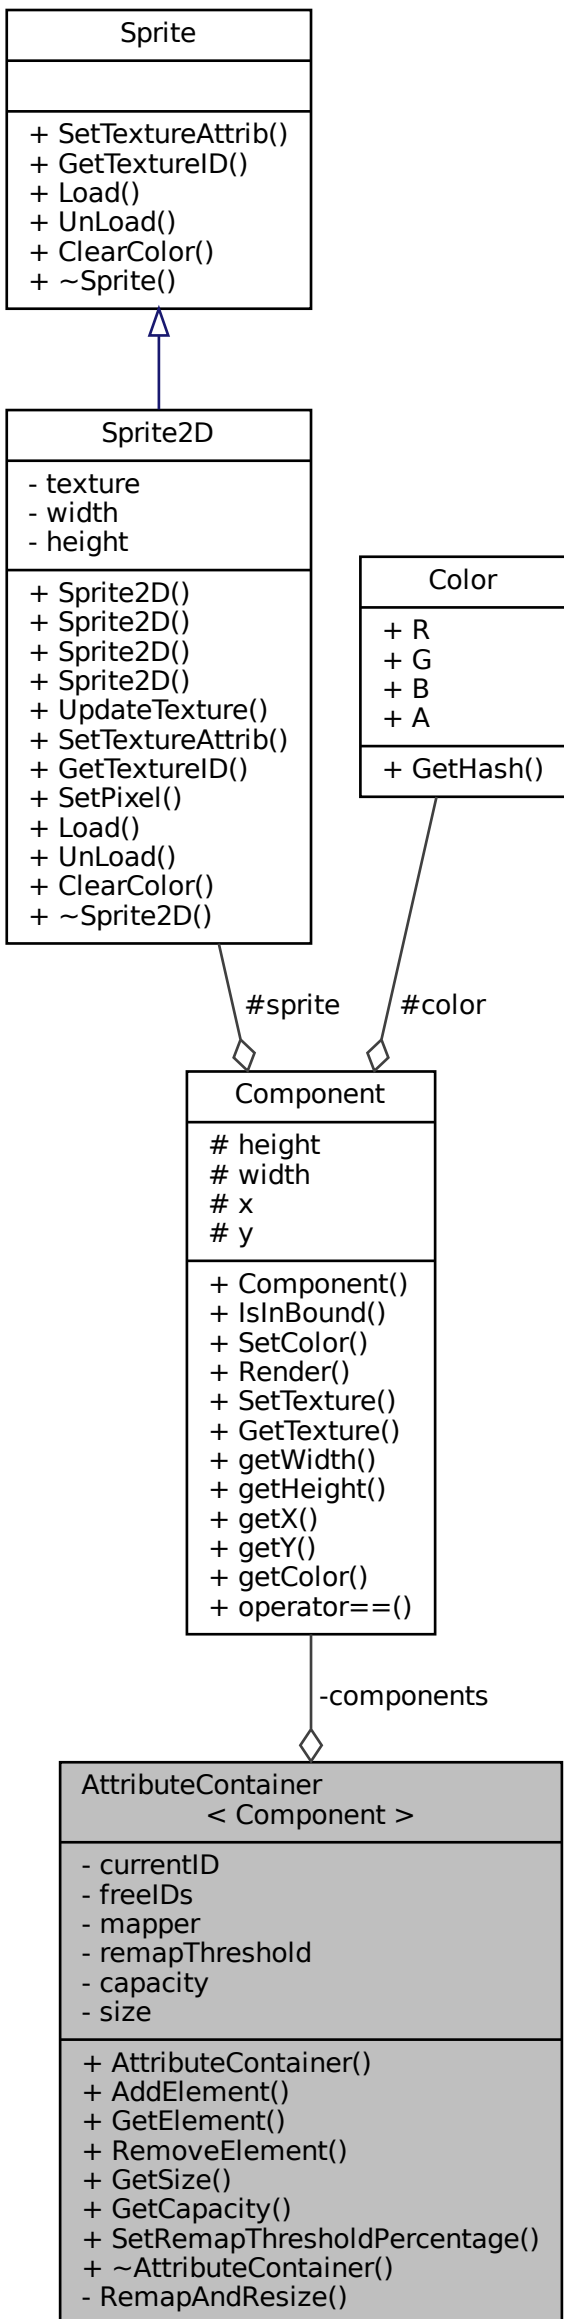 Sprite
+ SetTextureAttrib()
+ GetTextureID()
+ Load()
+ UnLoad()
+ ClearColor()
+ ~Sprite()
Sprite2D
- texture
- width
- height
+ Sprite2D()
+ Sprite2D()
+ Sprite2D()
+ Sprite2D()
+ UpdateTexture()
+ SetTextureAttrib()
+ GetTextureID()
+ SetPixel()
+ Load()
+ UnLoad()
+ ClearColor()
+ ~Sprite2D()
Color
+ R
+ G
+ B
+ A
+ GetHash()
#sprite
#color
Component
# height
# width
# x
# y
+ Component()
+ IsInBound()
+ SetColor()
+ Render()
+ SetTexture()
+ GetTexture()
+ getWidth()
+ getHeight()
+ getX()
+ getY()
+ getColor()
+ operator==()
-components
AttributeContainer
< Component >
- currentID
- freeIDs
- mapper
- remapThreshold
- capacity
- size
+ AttributeContainer()
+ AddElement()
+ GetElement()
+ RemoveElement()
+ GetSize()
+ GetCapacity()
+ SetRemapThresholdPercentage()
+ ~AttributeContainer()
- RemapAndResize()